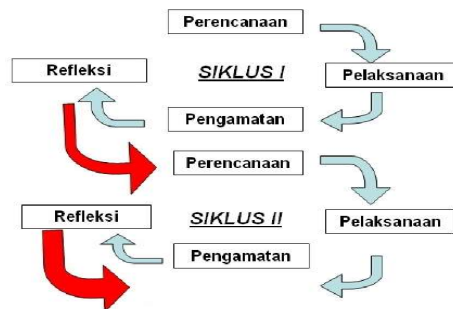 Perencanaan
Refleksi
SIKLUS I
Pelaksanaan
Pengamatan
Perencanaan
Refleksi
SIKLUS II
Pelaksanaan
Pengamatan